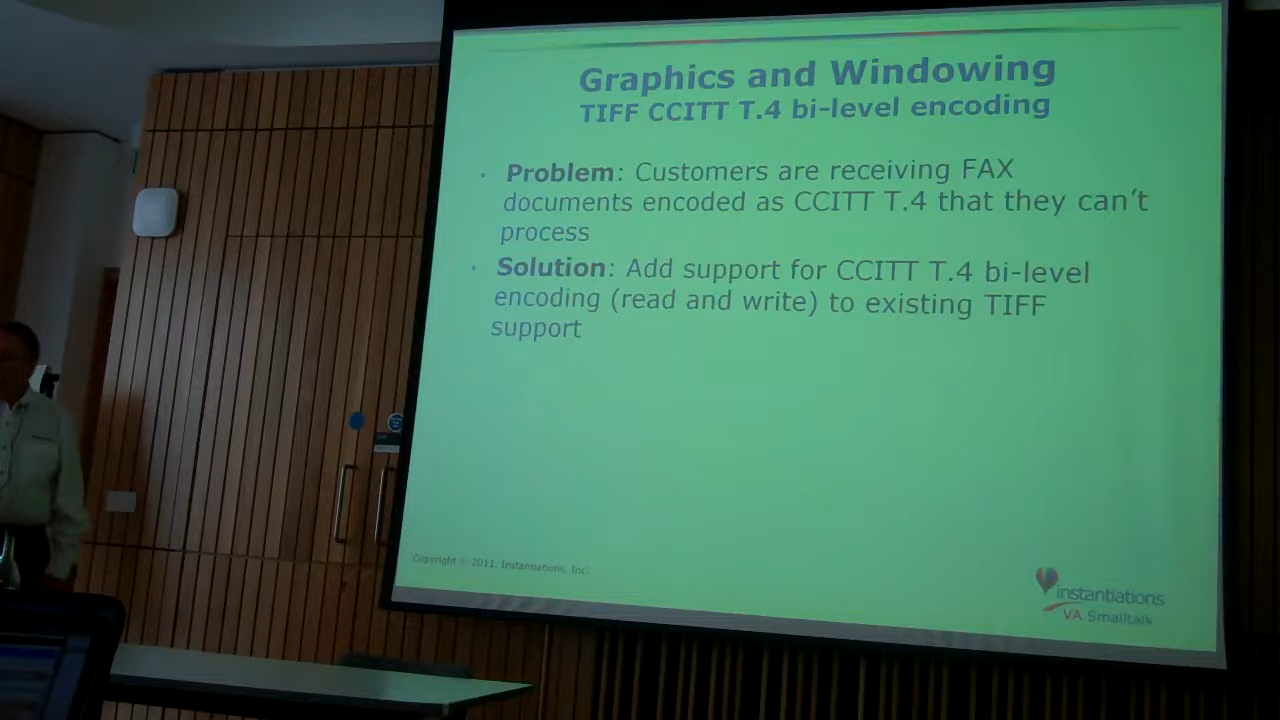 Graphics and Windowing
TIFF CCITT T.4 bi-level encoding
• Problem: Customers are receiving FAX
documents encoded as CCITT T.4 that they can't
process
• Solution: Add support for CCITT T.4 bi-level
encoding (read and write) to existing TIFF
support
Copyright © 2011, Instantiations, Inc.
instantiations
VA Smalltalk